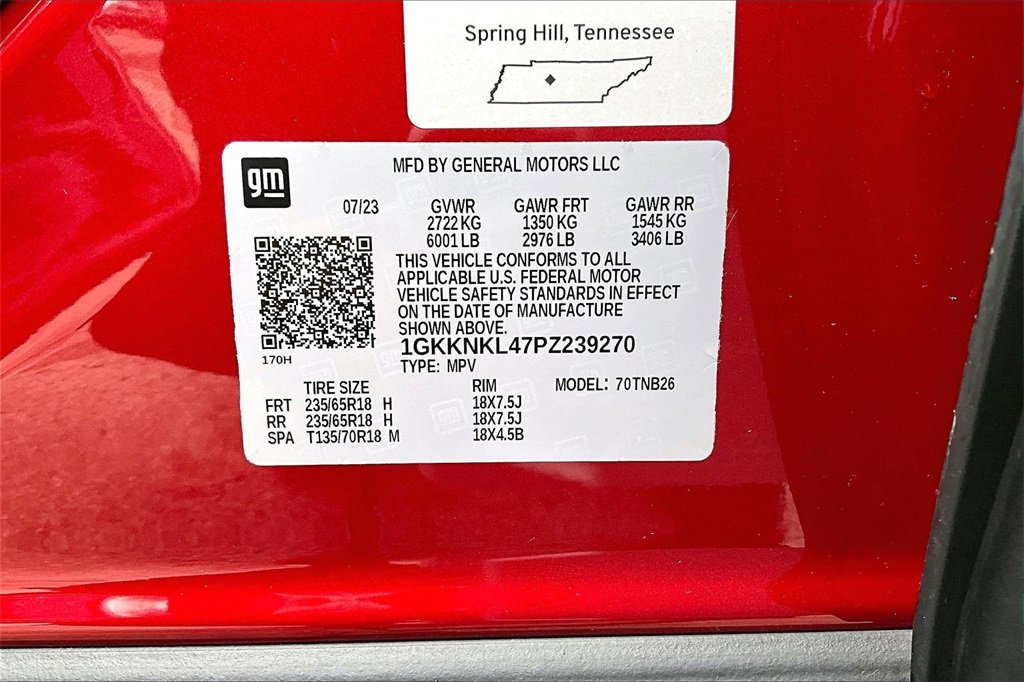 Spring Hill, Tennessee
gm
MFD BY GENERAL MOTORS LLC
07/23 GVWR GAWR FRT GAWR RR
2722 KG 1350 KG 1545 KG
6001 LB 2976 LB 3406 LB
THIS VEHICLE CONFORMS TO ALL
APPLICABLE U.S. FEDERAL MOTOR
VEHICLE SAFETY STANDARDS IN EFFECT
ON THE DATE OF MANUFACTURE
SHOWN ABOVE.
170H
1GKKNKL47PZ239270
TYPE: MPV
TIRE SIZE RIM MODEL: 70TNB26
FRT 235/65R18 H 18X7.5J
RR 235/65R18 H 18X7.5J
SPA T135/70R18 M 18X4.5B